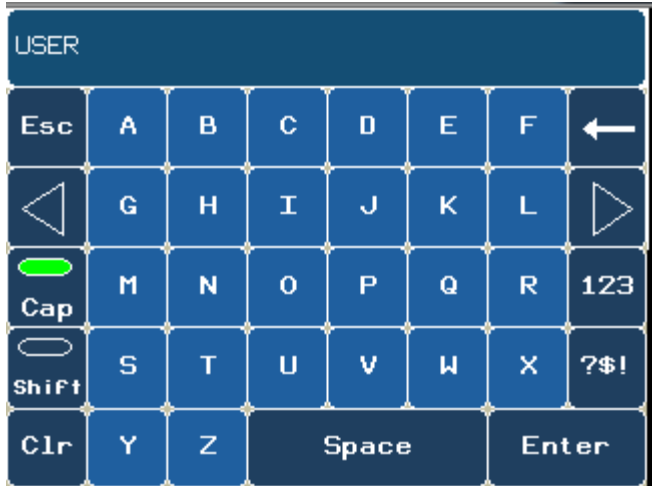 USER
Esc A B C D E F
G H I J K L
Cap M N O P Q R 123
Shift S T U V W X ?$!
Clr Y Z Space Enter